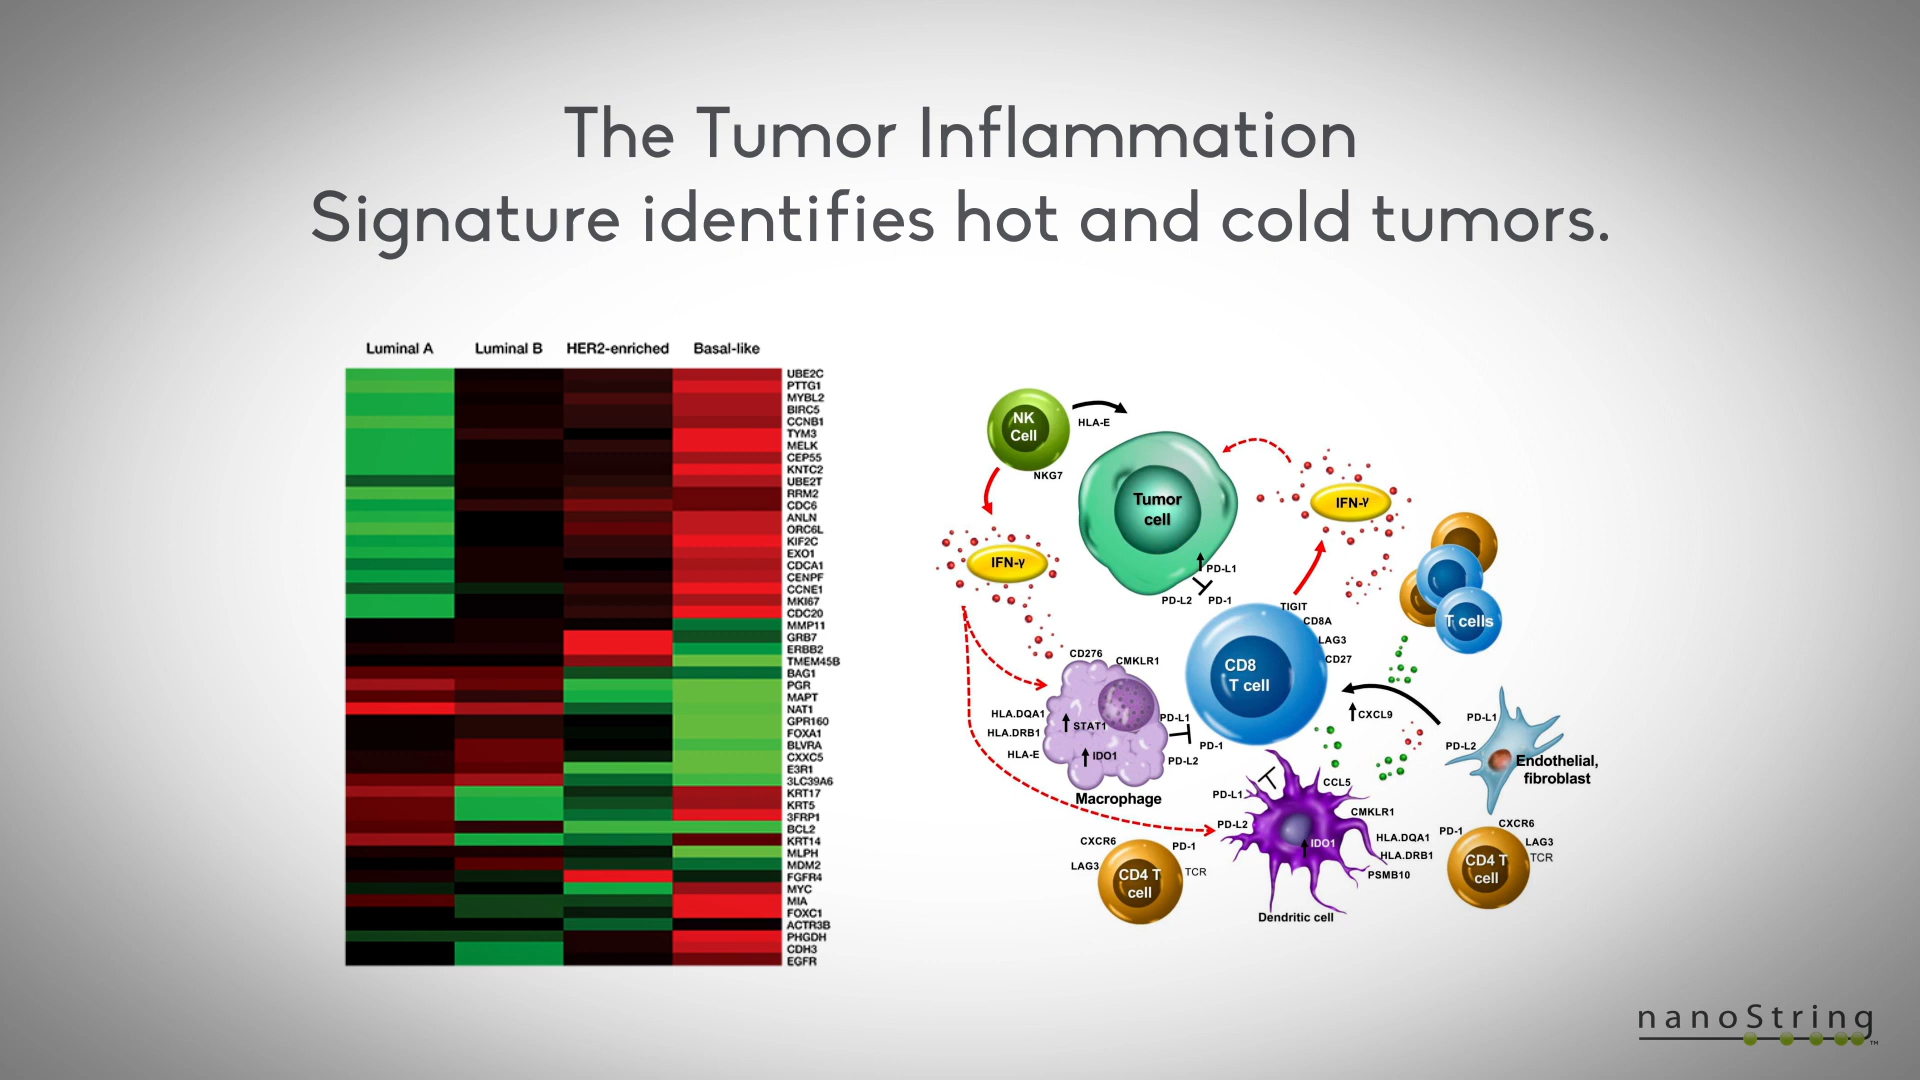 The Tumor Inflammation
Signature identifies hot and cold tumors.
Luminal A
Luminal B
HER2-enriched
Basal-like
UBE2C
PTTG1
MYBL2
BIRC5
CCNB1
TYM3
MELK
CEP55
KNTC2
UBE2T
RRM2
CDC6
ANLN
ORC6L
KIF2C
EXO1
CDCA1
CENPF
CCNE1
MKI67
CDC20
MMP11
GRB7
ERBB2
TMEM45B
BAG1
PGR
MAPT
NAT1
GPR160
FOXA1
BLVRA
CXXC5
E3R1
3LC39A6
KRT17
KRT5
3FRP1
BCL2
KRT14
MLPH
MDM2
FGFR4
MYC
MIA
FOXC1
ACTR3B
PHGDH
CDH3
EGFR
NK
Cell
HLA-E
NKG7
Tumor
cell
IFN-γ
IFN-γ
PD-L1
PD-L2
PD-1
TIGIT
CD8A
LAG3
CD27
T cells
CD8
T cell
CD276
CMKLR1
HLA.DQA1
HLA.DRB1
HLA-E
STAT1
IDO1
PD-L1
PD-1
PD-L2
Macrophage
CXCL9
PD-L1
PD-L2
Endothelial,
fibroblast
PD-L1
PD-L2
CCL5
CMKLR1
HLA.DQA1
HLA.DRB1
PSMB10
IDO1
Dendritic cell
CXCR6
PD-1
LAG3
TCR
CD4 T
cell
PD-1
CXCR6
LAG3
TCR
CD4 T
cell
nanoString
TM